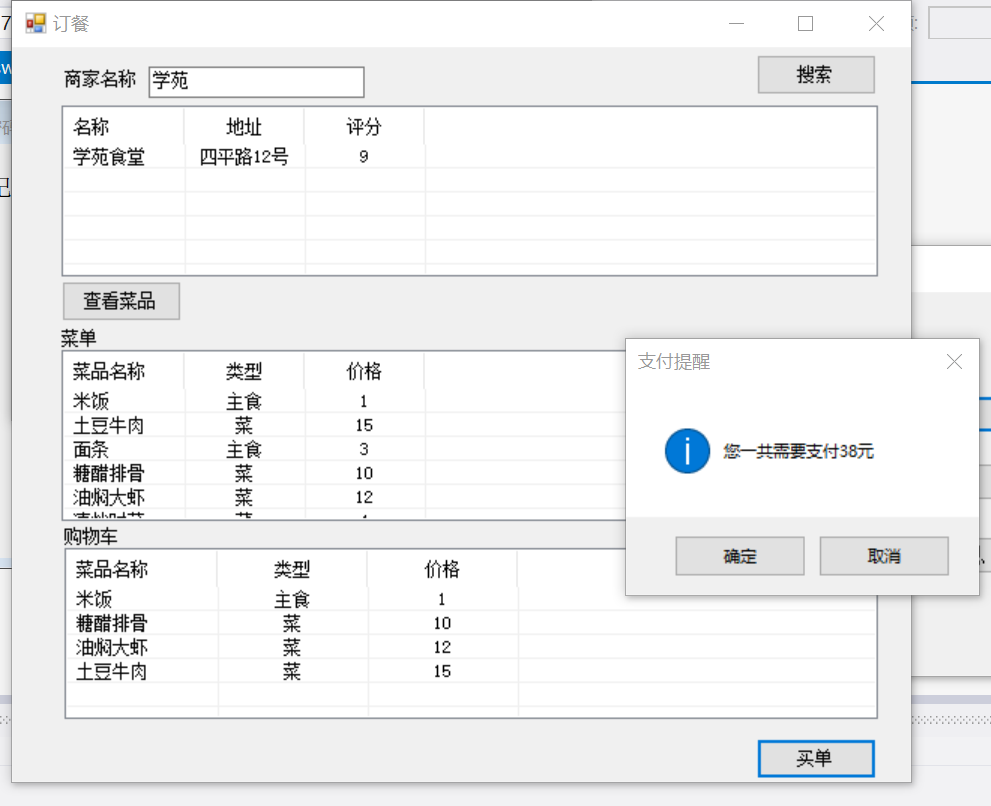 订餐
商家名称 学苑 搜索
名称 地址 评分
学苑食堂 四平路12号 9
查看菜品
菜单
菜品名称 类型 价格
米饭 主食 1
土豆牛肉 菜 15
面条 主食 3
糖醋排骨 菜 10
油焖大虾 菜 12
支付提醒
您一共需要支付38元
确定 取消
购物车
菜品名称 类型 价格
米饭 主食 1
糖醋排骨 菜 10
油焖大虾 菜 12
土豆牛肉 菜 15
买单